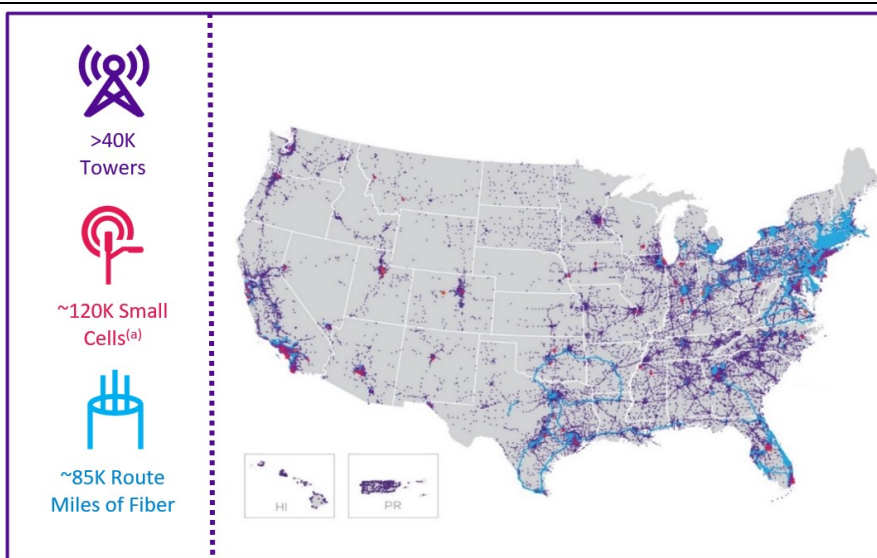 >40K
Towers
~120K Small
Cells(a)
~85K Route
Miles of Fiber
HI
PR